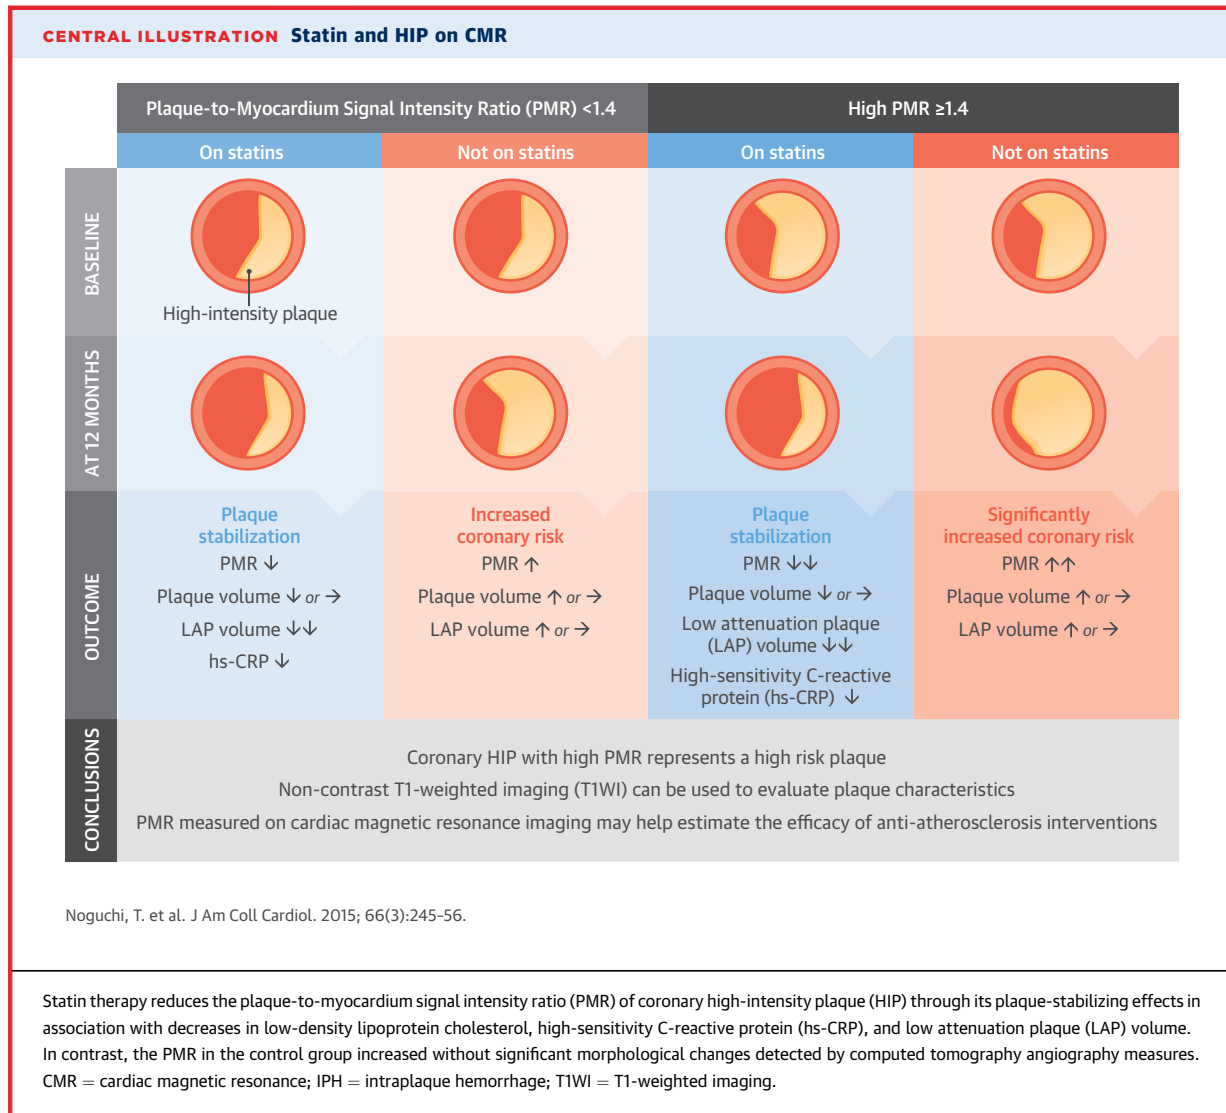 CENTRAL ILLUSTRATION Statin and HIP on CMR
Plaque-to-Myocardium Signal Intensity Ratio (PMR) <1.4
High PMR ≥1.4
On statins
Not on statins
On statins
Not on statins
BASELINE
High-intensity plaque
AT 12 MONTHS
OUTCOME
Plaque
stabilization
PMR ↓
Plaque volume ↓ or →
LAP volume ↓↓
hs-CRP ↓
Increased
coronary risk
PMR ↑
Plaque volume ↑ or →
LAP volume ↑ or →
Plaque
stabilization
PMR ↓↓
Plaque volume ↓ or →
Low attenuation plaque
(LAP) volume ↓↓
High-sensitivity C-reactive
protein (hs-CRP) ↓
Significantly
increased coronary risk
PMR ↑↑
Plaque volume ↑ or →
LAP volume ↑ or →
CONCLUSIONS
Coronary HIP with high PMR represents a high risk plaque
Non-contrast T1-weighted imaging (T1WI) can be used to evaluate plaque characteristics
PMR measured on cardiac magnetic resonance imaging may help estimate the efficacy of anti-atherosclerosis interventions
Noguchi, T. et al. J Am Coll Cardiol. 2015; 66(3):245–56.
Statin therapy reduces the plaque-to-myocardium signal intensity ratio (PMR) of coronary high-intensity plaque (HIP) through its plaque-stabilizing effects in
association with decreases in low-density lipoprotein cholesterol, high-sensitivity C-reactive protein (hs-CRP), and low attenuation plaque (LAP) volume.
In contrast, the PMR in the control group increased without significant morphological changes detected by computed tomography angiography measures.
CMR = cardiac magnetic resonance; IPH = intraplaque hemorrhage; T1WI = T1-weighted imaging.